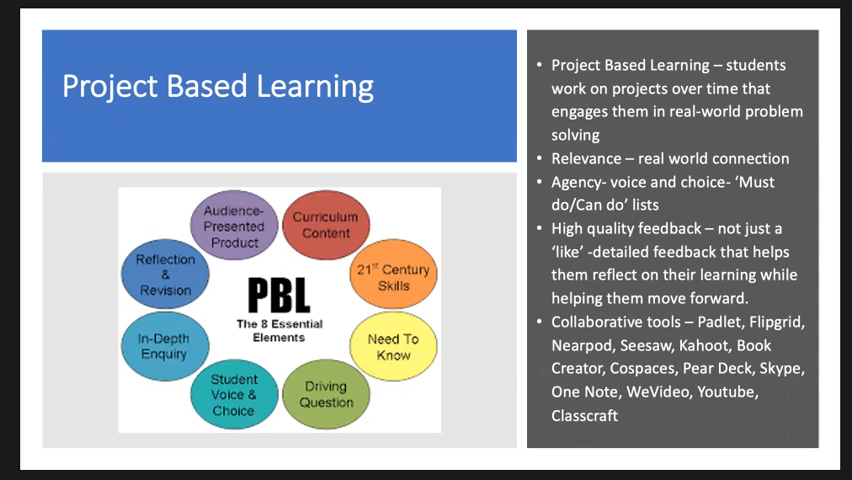 Project Based Learning
Audience-
Presented
Product
Curriculum
Content
Reflection
&
Revision
21st Century
Skills
PBL
The 8 Essential
Elements
In-Depth
Enquiry
Need To
Know
Student
Voice &
Choice
Driving
Question
• Project Based Learning – students
work on projects over time that
engages them in real-world problem
solving
• Relevance – real world connection
• Agency- voice and choice- ‘Must
do/Can do’ lists
• High quality feedback – not just a
‘like’ -detailed feedback that helps
them reflect on their learning while
helping them move forward.
• Collaborative tools – Padlet, Flipgrid,
Nearpod, Seesaw, Kahoot, Book
Creator, Cospaces, Pear Deck, Skype,
One Note, WeVideo, Youtube,
Classcraft